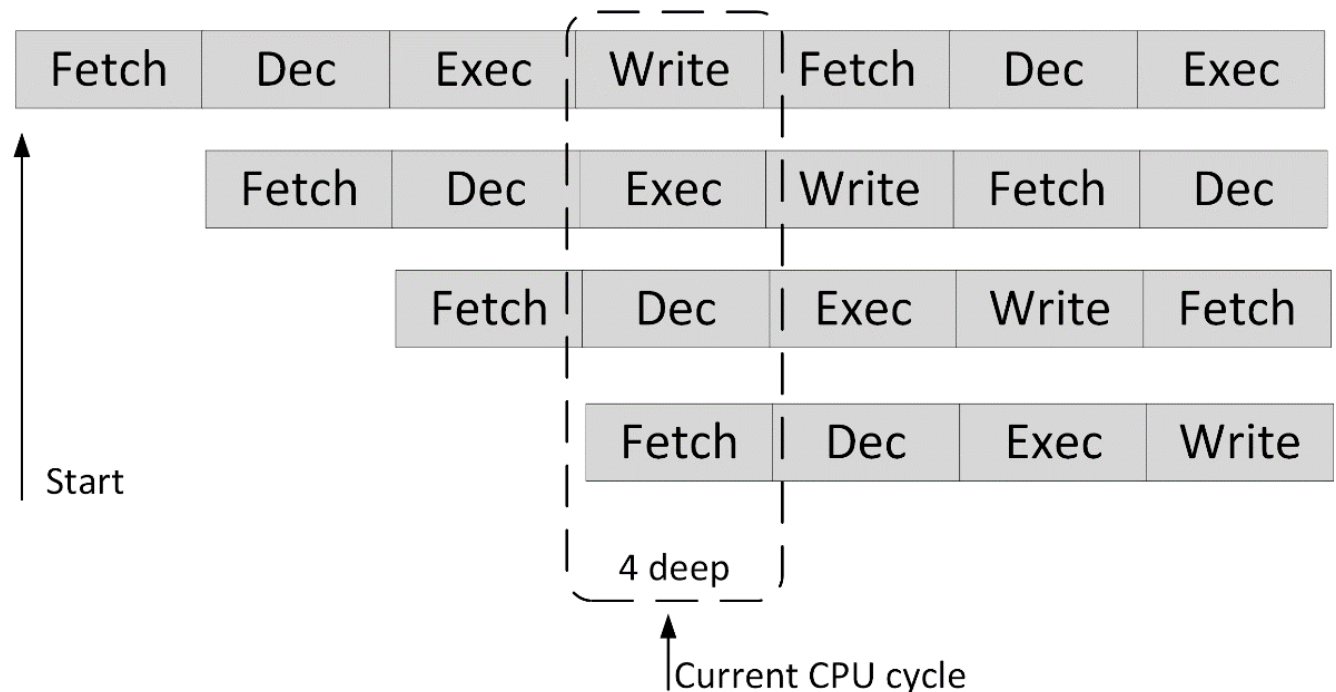 Fetch Dec Exec Write Fetch Dec Exec
Fetch Dec Exec Write Fetch Dec
Fetch Dec Exec Write Fetch
Fetch Dec Exec Write
Start
4 deep
Current CPU cycle